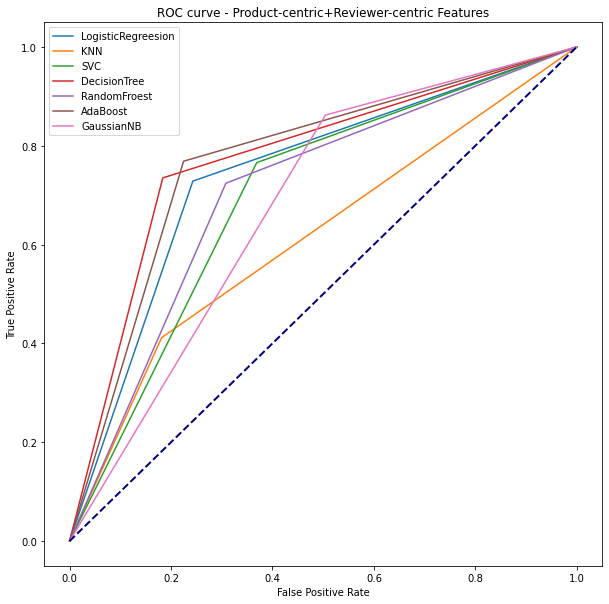 ROC curve - Product-centric+Reviewer-centric Features
LogisticRegreesion
KNN
SVC
DecisionTree
RandomFroest
AdaBoost
GaussianNB
True Positive Rate
1.0
0.8
0.6
0.4
0.2
0.0
0.0 0.2 0.4 0.6 0.8 1.0
False Positive Rate